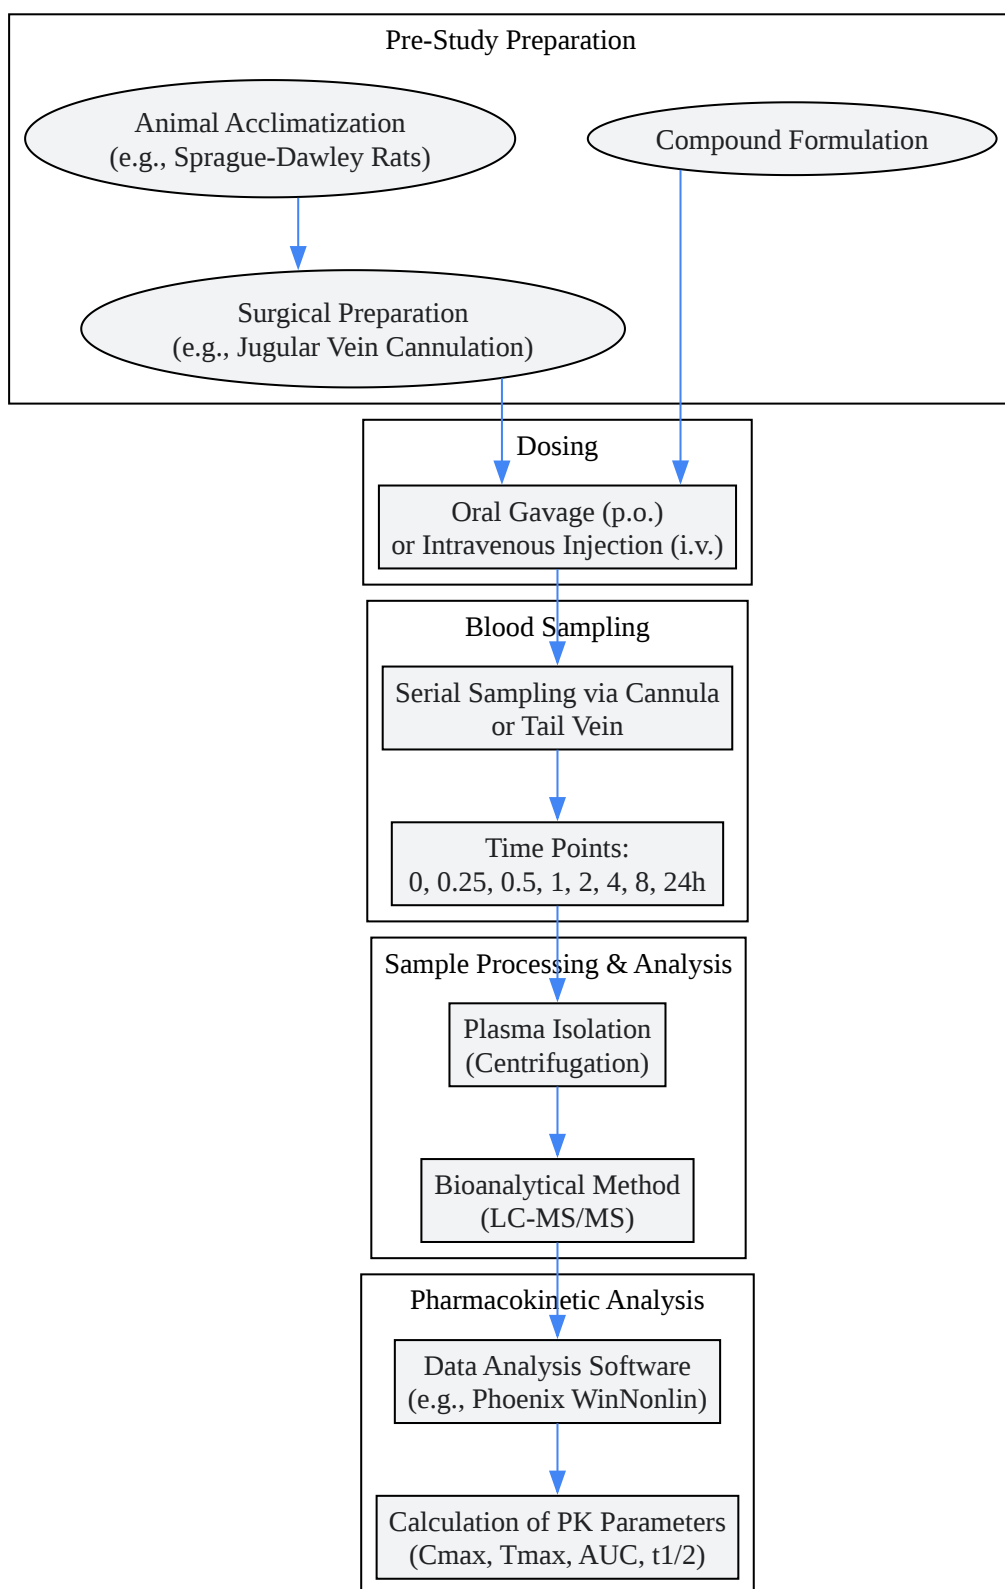 Pre-Study Preparation
Animal Acclimatization
(e.g., Sprague-Dawley Rats)
Compound Formulation
Surgical Preparation
(e.g., Jugular Vein Cannulation)
Dosing
Oral Gavage (p.o.)
or Intravenous Injection (i.v.)
Blood Sampling
Serial Sampling via Cannula
or Tail Vein
Time Points:
0, 0.25, 0.5, 1, 2, 4, 8, 24h
Sample Processing & Analysis
Plasma Isolation
(Centrifugation)
Bioanalytical Method
(LC-MS/MS)
Pharmacokinetic Analysis
Data Analysis Software
(e.g., Phoenix WinNonlin)
Calculation of PK Parameters
(Cmax, Tmax, AUC, t1/2)